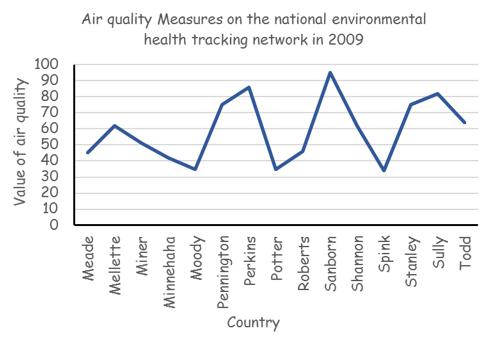 Air quality Measures on the national environmental
health tracking network in 2009
Value of air quality
100
90
80
70
60
50
40
30
20
10
0
Meade
Mellette
Miner
Minnehaha
Moody
Pennington
Perkins
Potter
Roberts
Sanborn
Shannon
Spink
Stanley
Sully
Todd
Country